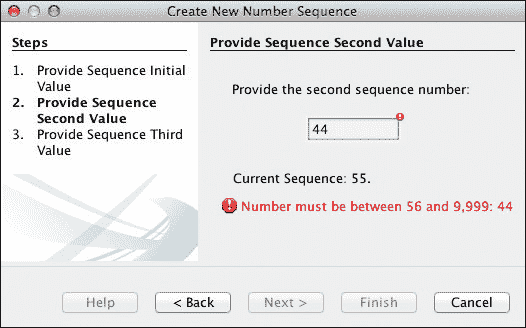 Create New Number Sequence
Steps
1. Provide Sequence Initial
Value
2. Provide Sequence
Second Value
3. Provide Sequence Third
Value
Provide Sequence Second Value
Provide the second sequence number:
44
Current Sequence: 55.
Number must be between 56 and 9,999: 44
Help
< Back
Next >
Finish
Cancel